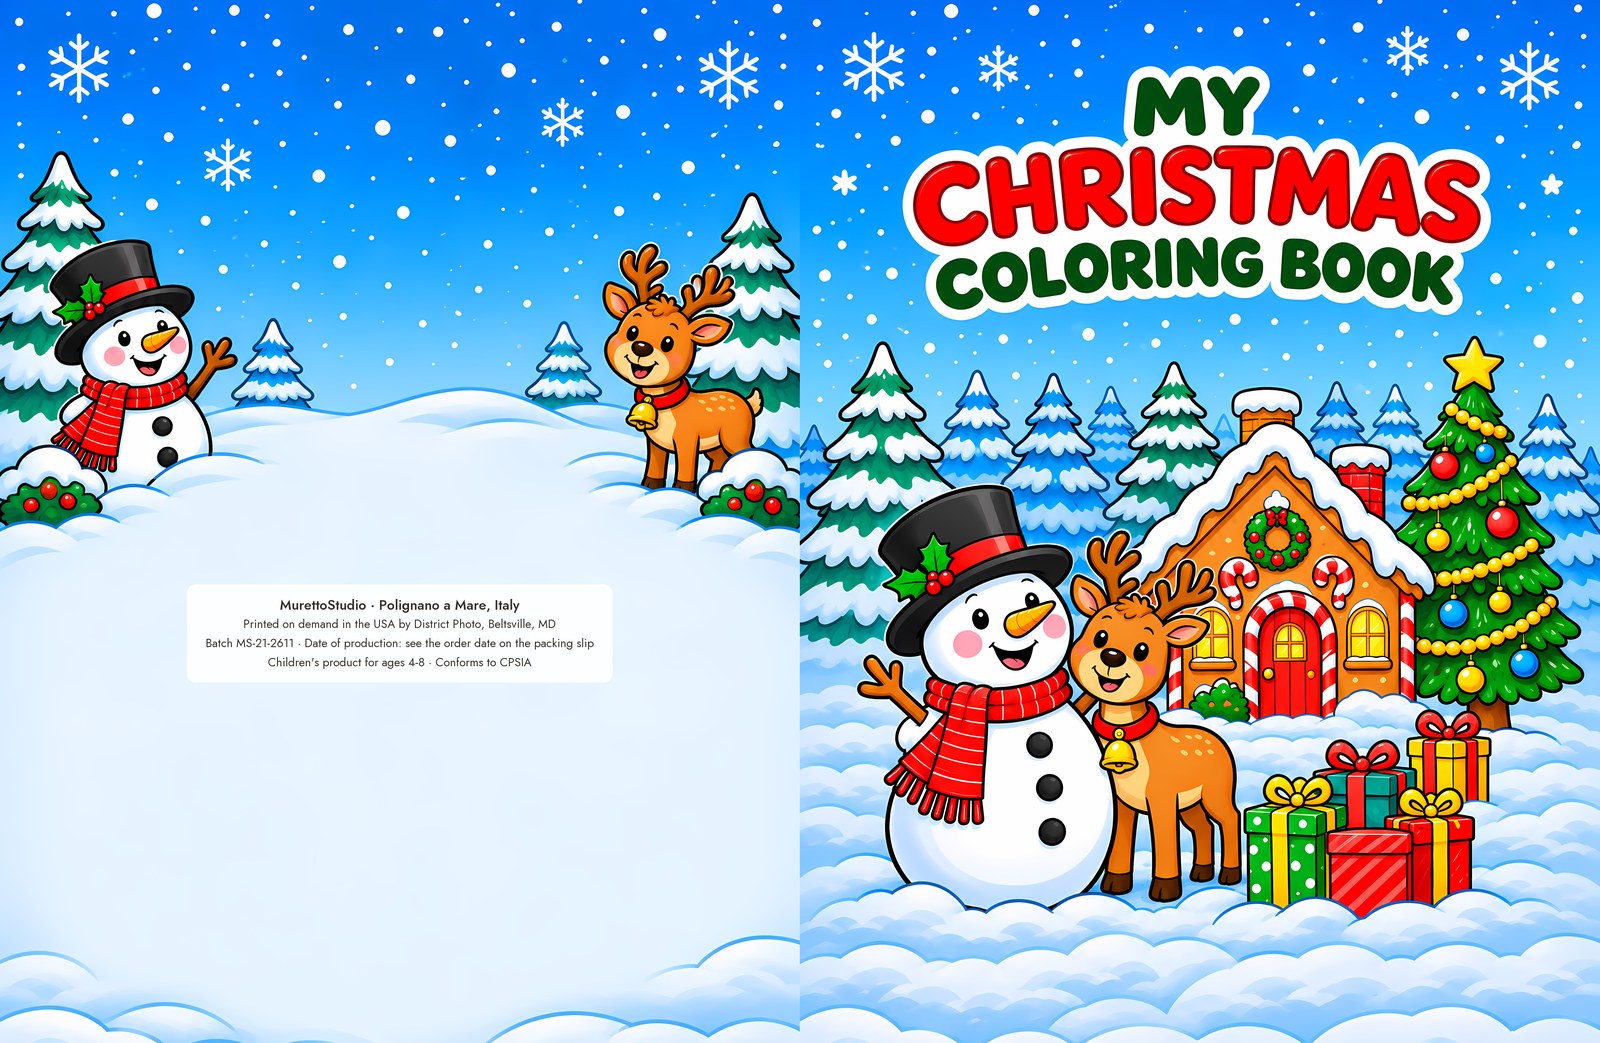 MurettoStudio · Polignano a Mare, Italy
Printed on demand in the USA by District Photo, Beltsville, MD
Batch MS-21-2611 · Date of production: see the order date on the packing slip
Children's product for ages 4-8 · Conforms to CPSIA
MY
CHRISTMAS
COLORING BOOK